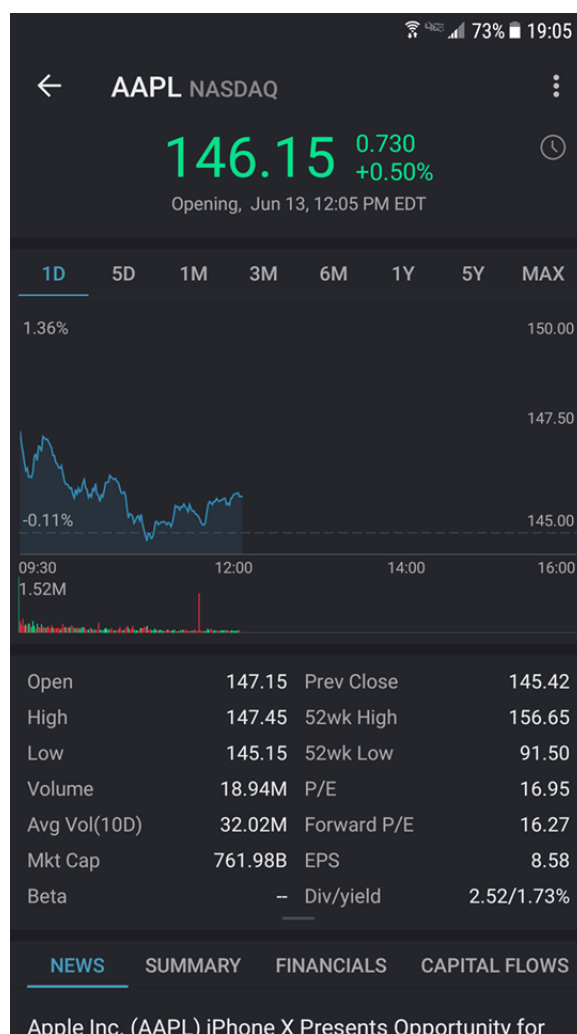 73% 19:05
AAPL NASDAQ
146.15 0.730
+0.50%
Opening, Jun 13, 12:05 PM EDT
1D 5D 1M 3M 6M 1Y 5Y MAX
1.36% 150.00
147.50
-0.11% 145.00
09:30 12:00 14:00 16:00
1.52M
Open 147.15 Prev Close 145.42
High 147.45 52wk High 156.65
Low 145.15 52wk Low 91.50
Volume 18.94M P/E 16.95
Avg Vol(10D) 32.02M Forward P/E 16.27
Mkt Cap 761.98B EPS 8.58
Beta -- Div/yield 2.52/1.73%
NEWS SUMMARY FINANCIALS CAPITAL FLOWS
Apple Inc. (AAPL) iPhone X Presents Opportunity for